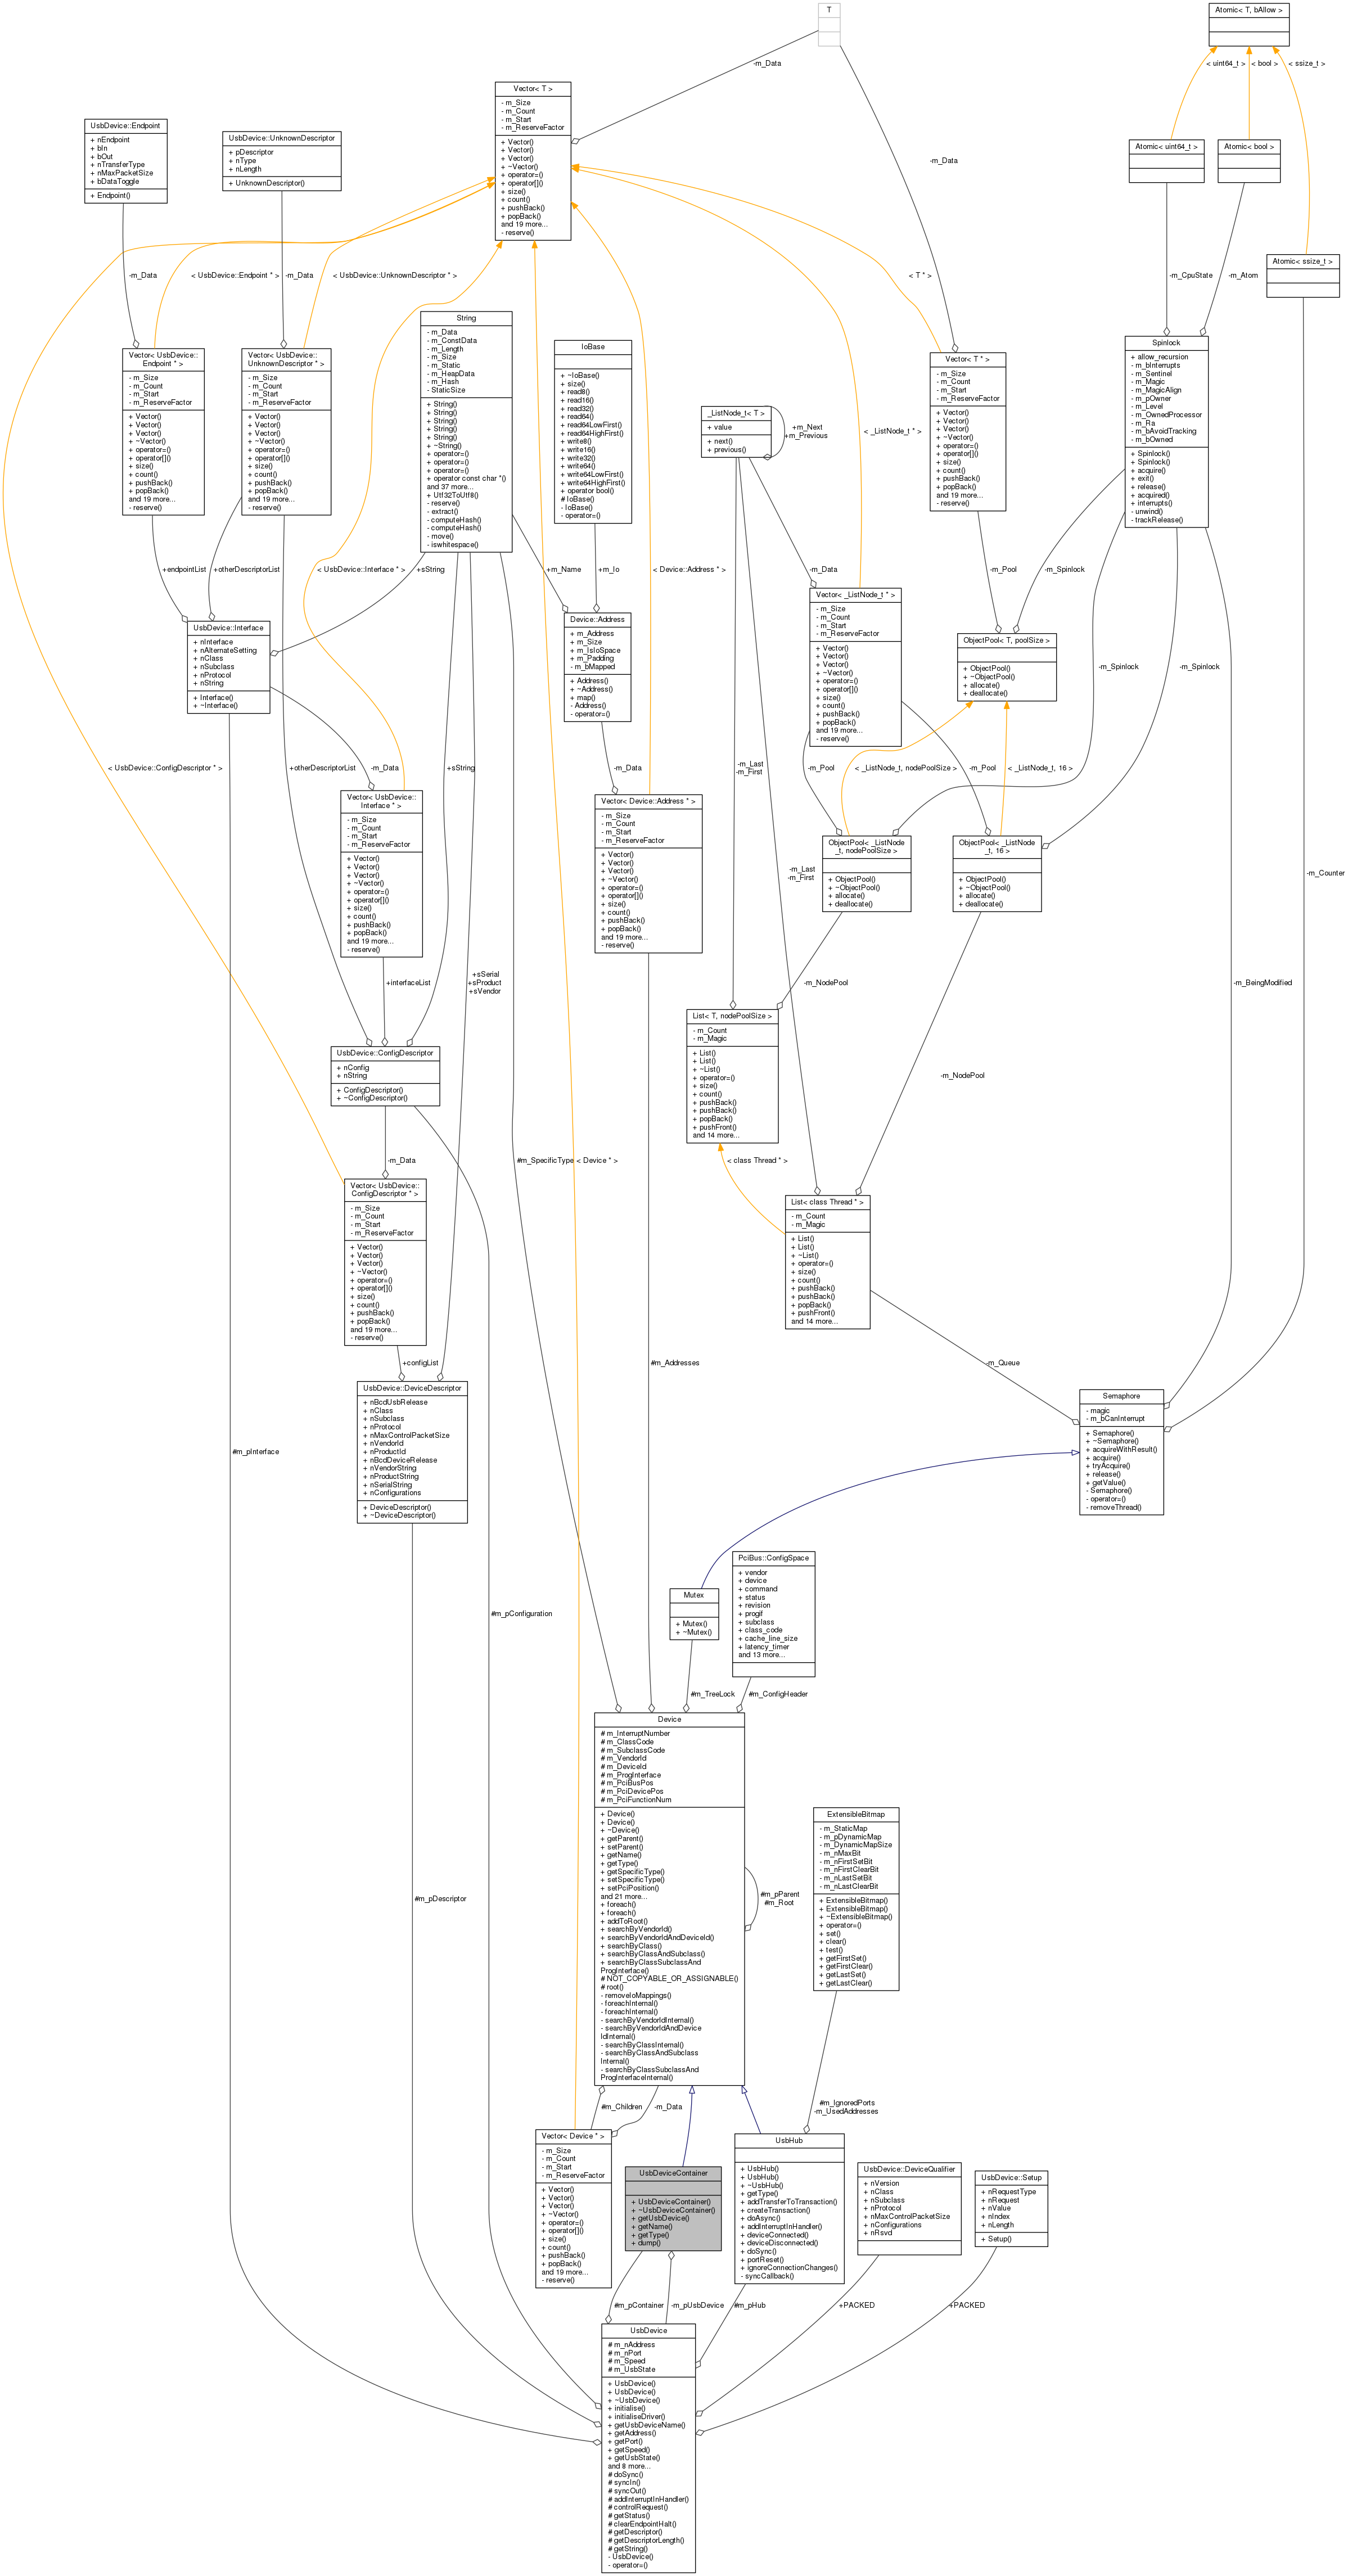 T
Atomic< T, bAllow >
-m_Data
< uint64_t >
< bool >
< ssize_t >
Vector< T >
- m_Size
- m_Count
- m_Start
- m_ReserveFactor
+ Vector()
+ Vector()
+ Vector()
+ ~Vector()
+ operator=()
+ operator[]()
+ size()
+ count()
+ pushBack()
+ popBack()
and 19 more...
- reserve()
UsbDevice::Endpoint
+ nEndpoint
+ bIn
+ bOut
+ nTransferType
+ nMaxPacketSize
+ bDataToggle
+ Endpoint()
UsbDevice::UnknownDescriptor
+ pDescriptor
+ nType
+ nLength
+ UnknownDescriptor()
-m_Data
Atomic< uint64_t >
Atomic< bool >
Atomic< ssize_t >
-m_Data
< UsbDevice::Endpoint * >
-m_Data
< UsbDevice::UnknownDescriptor * >
< T * >
-m_CpuState
-m_Atom
Vector< UsbDevice::
Endpoint * >
- m_Size
- m_Count
- m_Start
- m_ReserveFactor
+ Vector()
+ Vector()
+ Vector()
+ ~Vector()
+ operator=()
+ operator[]()
+ size()
+ count()
+ pushBack()
+ popBack()
and 19 more...
- reserve()
Vector< UsbDevice::
UnknownDescriptor * >
- m_Size
- m_Count
- m_Start
- m_ReserveFactor
+ Vector()
+ Vector()
+ Vector()
+ ~Vector()
+ operator=()
+ operator[]()
+ size()
+ count()
+ pushBack()
+ popBack()
and 19 more...
- reserve()
String
- m_Data
- m_ConstData
- m_Length
- m_Size
- m_Static
- m_HeapData
- m_Hash
- StaticSize
+ String()
+ String()
+ String()
+ String()
+ String()
+ ~String()
+ operator=()
+ operator=()
+ operator=()
+ operator const char *()
and 37 more...
+ Utf32ToUtf8()
- reserve()
- extract()
- computeHash()
- computeHash()
- move()
- iswhitespace()
IoBase
+ ~IoBase()
+ size()
+ read8()
+ read16()
+ read32()
+ read64()
+ read64LowFirst()
+ read64HighFirst()
+ write8()
+ write16()
+ write32()
+ write64()
+ write64LowFirst()
+ write64HighFirst()
+ operator bool()
# IoBase()
- IoBase()
- operator=()
_ListNode_t< T >
+ value
+ next()
+ previous()
+m_Next
+m_Previous
< _ListNode_t * >
Vector< T * >
- m_Size
- m_Count
- m_Start
- m_ReserveFactor
+ Vector()
+ Vector()
+ Vector()
+ ~Vector()
+ operator=()
+ operator[]()
+ size()
+ count()
+ pushBack()
+ popBack()
and 19 more...
- reserve()
Spinlock
+ allow_recursion
- m_bInterrupts
- m_Sentinel
- m_Magic
- m_MagicAlign
- m_pOwner
- m_Level
- m_OwnedProcessor
- m_Ra
- m_bAvoidTracking
- m_bOwned
+ Spinlock()
+ Spinlock()
+ acquire()
+ exit()
+ release()
+ acquired()
+ interrupts()
- unwind()
- trackRelease()
+endpointList
+otherDescriptorList
< UsbDevice::Interface * >
+sString
+m_Name
+m_Io
< Device::Address * >
-m_Data
-m_Pool
-m_Spinlock
UsbDevice::Interface
+ nInterface
+ nAlternateSetting
+ nClass
+ nSubclass
+ nProtocol
+ nString
+ Interface()
+ ~Interface()
Device::Address
+ m_Address
+ m_Size
+ m_IsIoSpace
+ m_Padding
- m_bMapped
+ Address()
+ ~Address()
+ map()
- Address()
- operator=()
Vector< _ListNode_t * >
- m_Size
- m_Count
- m_Start
- m_ReserveFactor
+ Vector()
+ Vector()
+ Vector()
+ ~Vector()
+ operator=()
+ operator[]()
+ size()
+ count()
+ pushBack()
+ popBack()
and 19 more...
- reserve()
ObjectPool< T, poolSize >
+ ObjectPool()
+ ~ObjectPool()
+ allocate()
+ deallocate()
-m_Spinlock
-m_Spinlock
< UsbDevice::ConfigDescriptor * >
+otherDescriptorList
-m_Data
+sString
-m_Data
-m_Last
-m_First
-m_Pool
< _ListNode_t, nodePoolSize >
-m_Pool
< _ListNode_t, 16 >
Vector< UsbDevice::
Interface * >
- m_Size
- m_Count
- m_Start
- m_ReserveFactor
+ Vector()
+ Vector()
+ Vector()
+ ~Vector()
+ operator=()
+ operator[]()
+ size()
+ count()
+ pushBack()
+ popBack()
and 19 more...
- reserve()
Vector< Device::Address * >
- m_Size
- m_Count
- m_Start
- m_ReserveFactor
+ Vector()
+ Vector()
+ Vector()
+ ~Vector()
+ operator=()
+ operator[]()
+ size()
+ count()
+ pushBack()
+ popBack()
and 19 more...
- reserve()
-m_Last
-m_First
ObjectPool< _ListNode
_t, nodePoolSize >
+ ObjectPool()
+ ~ObjectPool()
+ allocate()
+ deallocate()
ObjectPool< _ListNode
_t, 16 >
+ ObjectPool()
+ ~ObjectPool()
+ allocate()
+ deallocate()
-m_Counter
+interfaceList
+sSerial
+sProduct
+sVendor
-m_NodePool
-m_BeingModified
List< T, nodePoolSize >
- m_Count
- m_Magic
+ List()
+ List()
+ ~List()
+ operator=()
+ size()
+ count()
+ pushBack()
+ pushBack()
+ popBack()
+ pushFront()
and 14 more...
UsbDevice::ConfigDescriptor
+ nConfig
+ nString
+ ConfigDescriptor()
+ ~ConfigDescriptor()
-m_NodePool
-m_Data
#m_SpecificType
< Device * >
< class Thread * >
Vector< UsbDevice::
ConfigDescriptor * >
- m_Size
- m_Count
- m_Start
- m_ReserveFactor
+ Vector()
+ Vector()
+ Vector()
+ ~Vector()
+ operator=()
+ operator[]()
+ size()
+ count()
+ pushBack()
+ popBack()
and 19 more...
- reserve()
List< class Thread * >
- m_Count
- m_Magic
+ List()
+ List()
+ ~List()
+ operator=()
+ size()
+ count()
+ pushBack()
+ pushBack()
+ popBack()
+ pushFront()
and 14 more...
+configList
#m_Addresses
-m_Queue
UsbDevice::DeviceDescriptor
+ nBcdUsbRelease
+ nClass
+ nSubclass
+ nProtocol
+ nMaxControlPacketSize
+ nVendorId
+ nProductId
+ nBcdDeviceRelease
+ nVendorString
+ nProductString
+ nSerialString
+ nConfigurations
+ DeviceDescriptor()
+ ~DeviceDescriptor()
#m_pInterface
Semaphore
- magic
- m_bCanInterrupt
+ Semaphore()
+ ~Semaphore()
+ acquireWithResult()
+ acquire()
+ tryAcquire()
+ release()
+ getValue()
- Semaphore()
- operator=()
- removeThread()
#m_pConfiguration
Mutex
+ Mutex()
+ ~Mutex()
PciBus::ConfigSpace
+ vendor
+ device
+ command
+ status
+ revision
+ progif
+ subclass
+ class_code
+ cache_line_size
+ latency_timer
and 13 more...
#m_TreeLock
#m_ConfigHeader
Device
# m_InterruptNumber
# m_ClassCode
# m_SubclassCode
# m_VendorId
# m_DeviceId
# m_ProgInterface
# m_PciBusPos
# m_PciDevicePos
# m_PciFunctionNum
+ Device()
+ Device()
+ ~Device()
+ getParent()
+ setParent()
+ getName()
+ getType()
+ getSpecificType()
+ setSpecificType()
+ setPciPosition()
and 21 more...
+ foreach()
+ foreach()
+ addToRoot()
+ searchByVendorId()
+ searchByVendorIdAndDeviceId()
+ searchByClass()
+ searchByClassAndSubclass()
+ searchByClassSubclassAnd
ProgInterface()
# NOT_COPYABLE_OR_ASSIGNABLE()
# root()
- removeIoMappings()
- foreachInternal()
- foreachInternal()
- searchByVendorIdInternal()
- searchByVendorIdAndDevice
IdInternal()
- searchByClassInternal()
- searchByClassAndSubclass
Internal()
- searchByClassSubclassAnd
ProgInterfaceInternal()
#m_pParent
#m_Root
#m_pDescriptor
ExtensibleBitmap
- m_StaticMap
- m_pDynamicMap
- m_DynamicMapSize
- m_nMaxBit
- m_nFirstSetBit
- m_nFirstClearBit
- m_nLastSetBit
- m_nLastClearBit
+ ExtensibleBitmap()
+ ExtensibleBitmap()
+ ~ExtensibleBitmap()
+ operator=()
+ set()
+ clear()
+ test()
+ getFirstSet()
+ getFirstClear()
+ getLastSet()
+ getLastClear()
#m_Children
-m_Data
#m_IgnoredPorts
-m_UsedAddresses
Vector< Device * >
- m_Size
- m_Count
- m_Start
- m_ReserveFactor
+ Vector()
+ Vector()
+ Vector()
+ ~Vector()
+ operator=()
+ operator[]()
+ size()
+ count()
+ pushBack()
+ popBack()
and 19 more...
- reserve()
UsbDeviceContainer
+ UsbDeviceContainer()
+ ~UsbDeviceContainer()
+ getUsbDevice()
+ getName()
+ getType()
+ dump()
UsbHub
+ UsbHub()
+ UsbHub()
+ ~UsbHub()
+ getType()
+ addTransferToTransaction()
+ createTransaction()
+ doAsync()
+ addInterruptInHandler()
+ deviceConnected()
+ deviceDisconnected()
+ doSync()
+ portReset()
+ ignoreConnectionChanges()
- syncCallback()
UsbDevice::DeviceQualifier
+ nVersion
+ nClass
+ nSubclass
+ nProtocol
+ nMaxControlPacketSize
+ nConfigurations
+ nRsvd
UsbDevice::Setup
+ nRequestType
+ nRequest
+ nValue
+ nIndex
+ nLength
+ Setup()
#m_pContainer
-m_pUsbDevice
#m_pHub
+PACKED
+PACKED
UsbDevice
# m_nAddress
# m_nPort
# m_Speed
# m_UsbState
+ UsbDevice()
+ UsbDevice()
+ ~UsbDevice()
+ initialise()
+ initialiseDriver()
+ getUsbDeviceName()
+ getAddress()
+ getPort()
+ getSpeed()
+ getUsbState()
and 8 more...
# doSync()
# syncIn()
# syncOut()
# addInterruptInHandler()
# controlRequest()
# getStatus()
# clearEndpointHalt()
# getDescriptor()
# getDescriptorLength()
# getString()
- UsbDevice()
- operator=()